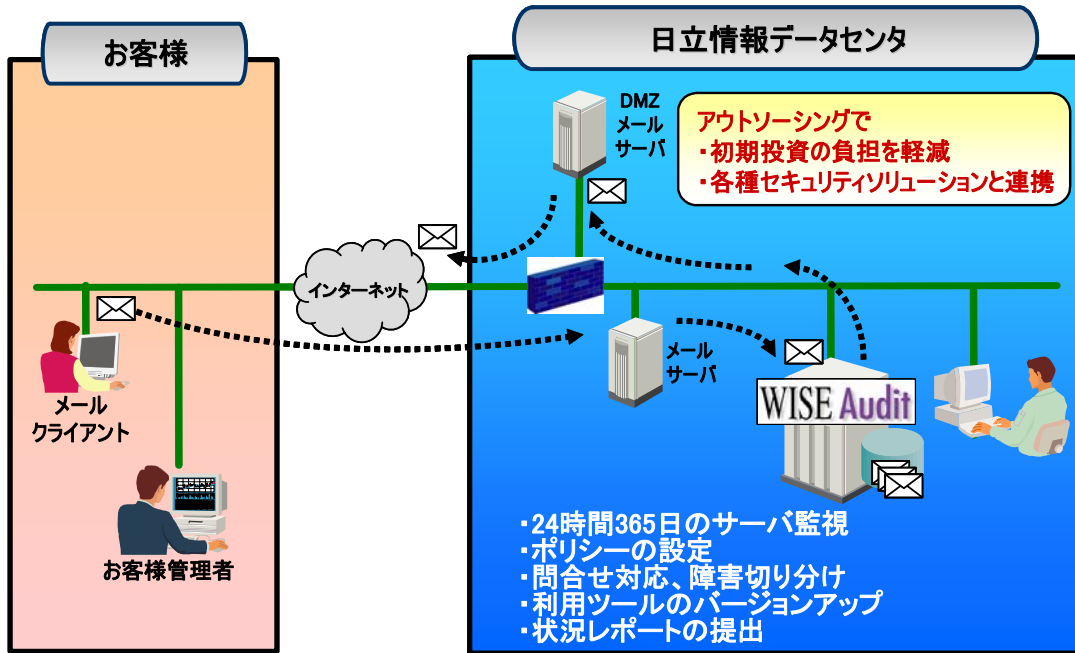 お客様
日立情報データセンタ
DMZ
メール
サーバ
アウトソーシングで
・初期投資の負担を軽減
・各種セキュリティソリューションと連携
インターネット
メール
クライアント
お客様管理者
メール
サーバ
WISE Audit
・24時間365日のサーバ監視
・ポリシーの設定
・問合せ対応、障害切り分け
・利用ツールのバージョンアップ
・状況レポートの提出